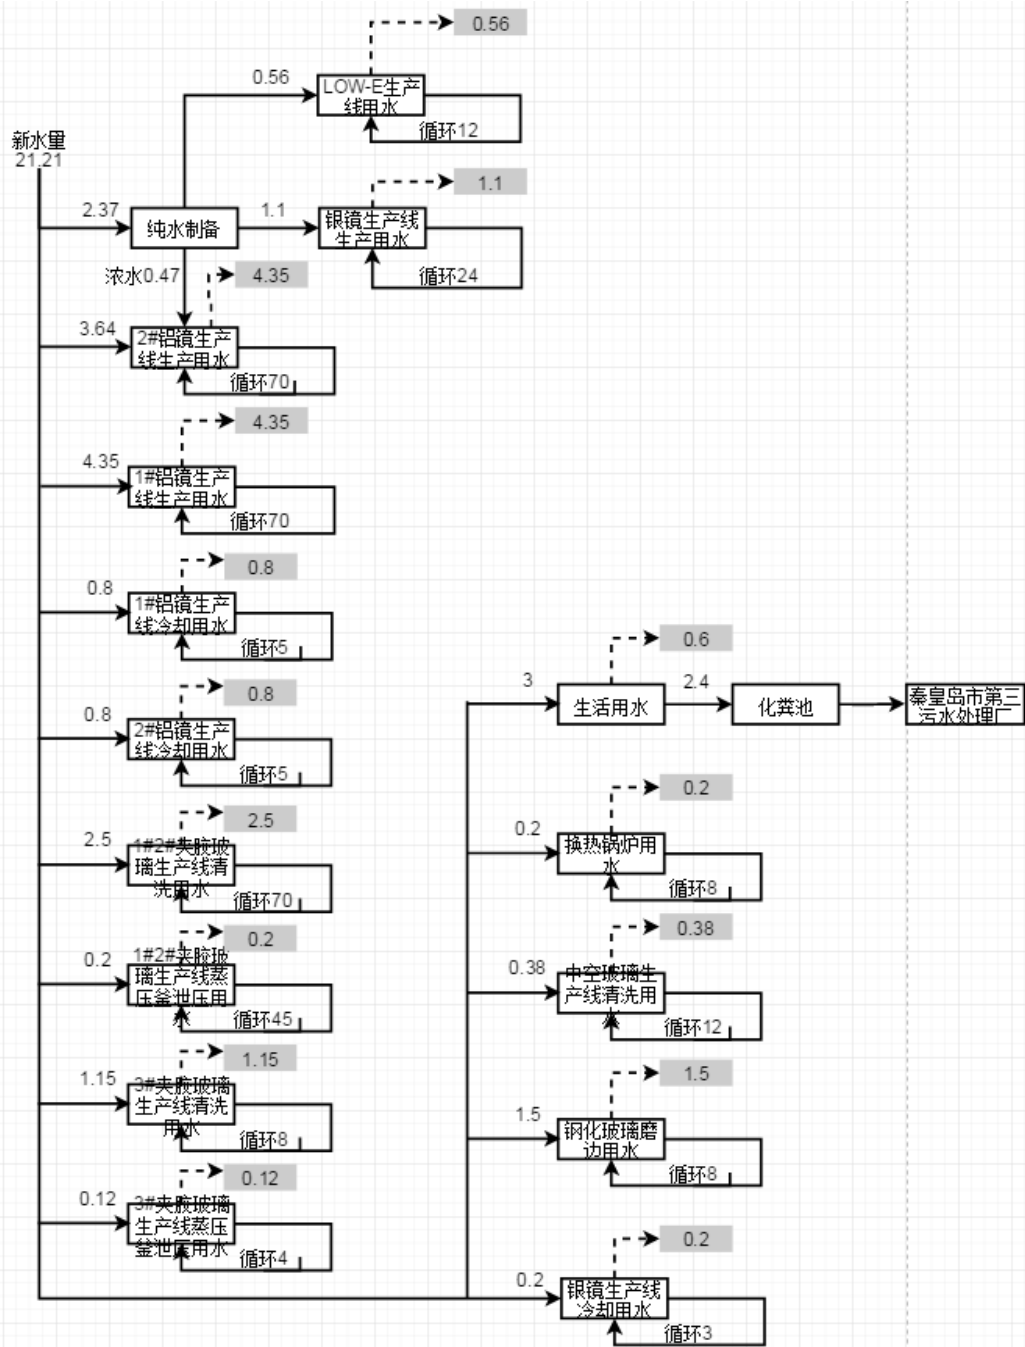 0.56
0.56
LOW-E生产
线用水
循环12
新水量
21.21
1.1
2.37
纯水制备
1.1
银镜生产线
生产用水
循环24
浓水0.47
4.35
3.64
2#铝镜生产
线生产用水
循环70
4.35
4.35
1#铝镜生产
线生产用水
循环70
0.8
0.8
1#铝镜生产
线冷却用水
循环5
0.8
0.8
2#铝镜生产
线冷却用水
循环5
2.5
2.5
1#2#夹胶玻
璃生产线清
洗用水
循环70
0.2
0.2
1#2#夹胶玻
璃生产线蒸
压釜泄压用
水
循环45
1.15
1.15
3#夹胶玻璃
生产线清洗
用水
循环8
0.12
0.12
3#夹胶玻璃
生产线蒸压
釜泄压用水
循环4
0.6
3
生活用水
2.4
化粪池
秦皇岛市第三
污水处理厂
0.2
0.2
换热锅炉用
水
循环8
0.38
0.38
中空玻璃生
产线清洗用
水
循环12
1.5
1.5
钢化玻璃磨
边用水
循环8
0.2
0.2
银镜生产线
冷却用水
循环3